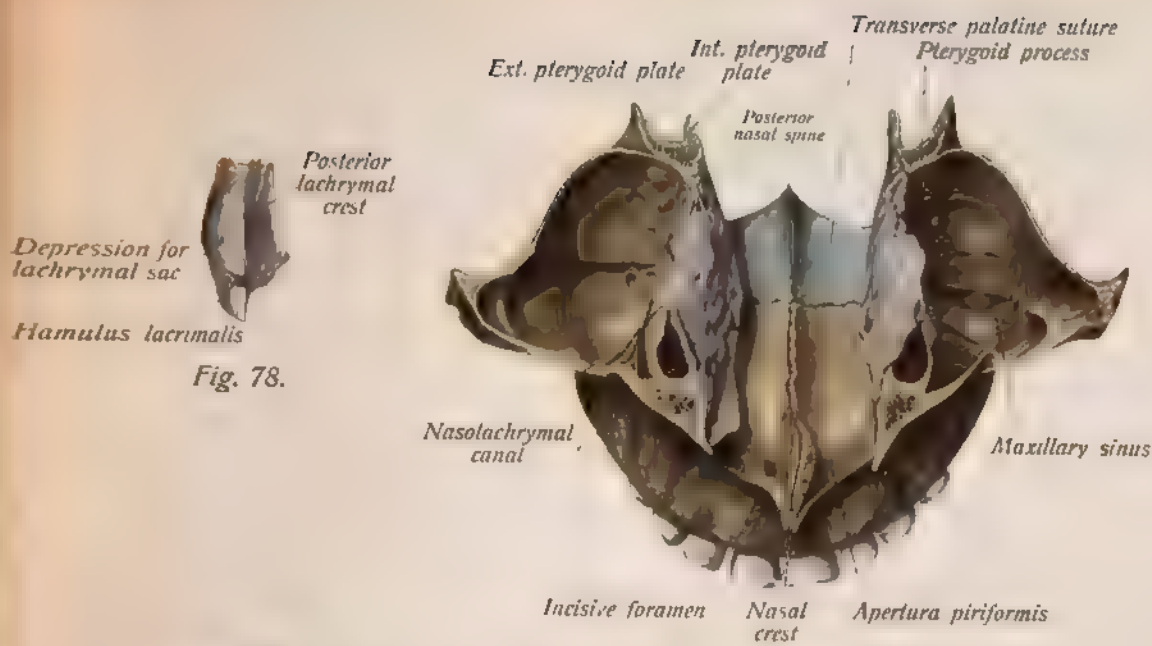 Transverse palatine suture
Int. pterygoid
plate
Pterygoid process
Ext. pterygoid plate
Posterior
nasal spine
Posterior
lachrymal
crest
Depression for
lachrymal sac
Hamulus lacrimalis
Fig. 78.
Nasolachrymal
canal
Maxillary sinus
Incisive foramen
Nasal
crest
Apertura piriformis